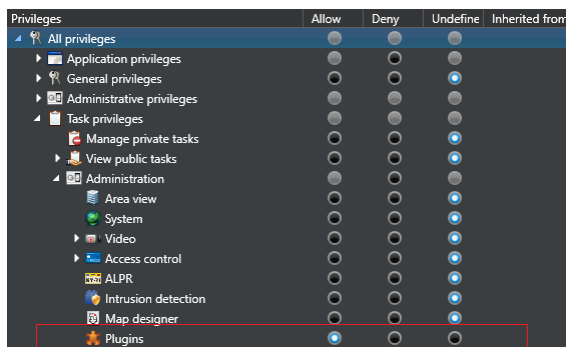 Privileges Allow Deny Undefine Inherited from
All privileges
Application privileges
General privileges
Administrative privileges
Task privileges
Manage private tasks
View public tasks
Administration
Area view
System
Video
Access control
ALPR
Intrusion detection
Map designer
Plugins